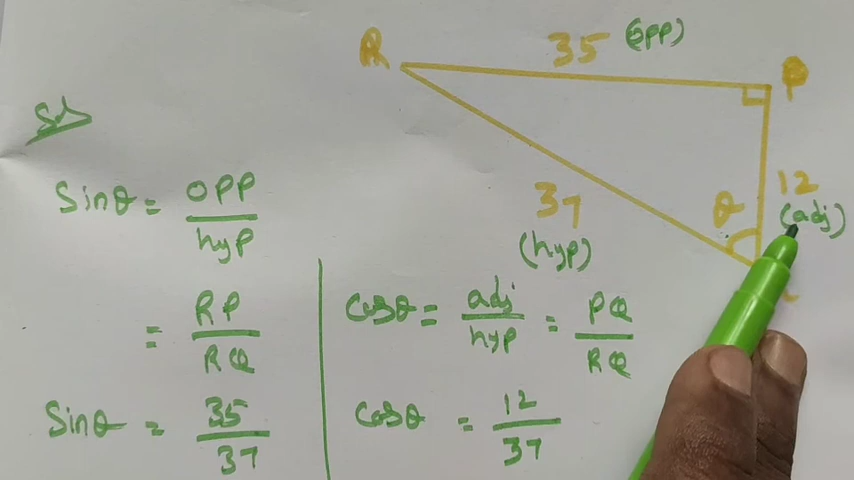 R 35 (opp) P
Sol
12
(adj)
θ
37
(hyp)
Sinθ = opp/hyp
= RP/RQ
Sinθ = 35/37
cosθ = adj/hyp = PQ/RQ
cosθ = 12/37